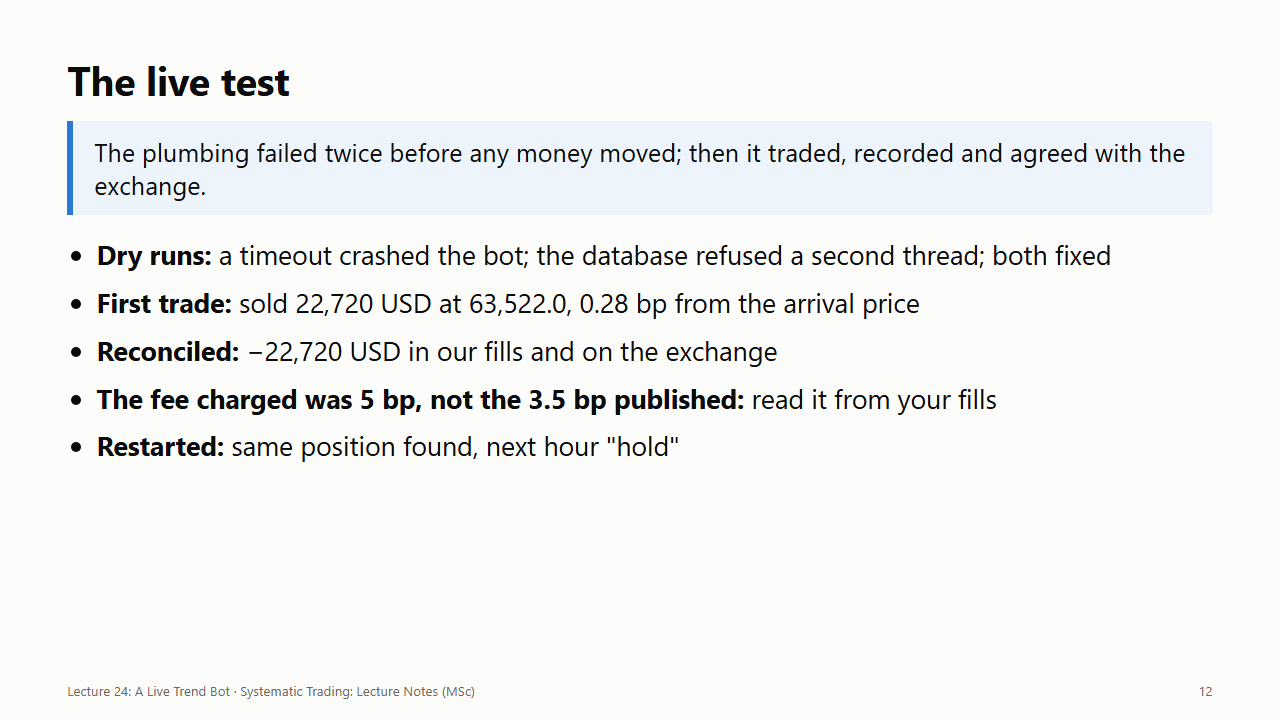 The live test
The plumbing failed twice before any money moved; then it traded, recorded and agreed with the
exchange.
• Dry runs: a timeout crashed the bot; the database refused a second thread; both fixed
• First trade: sold 22,720 USD at 63,522.0, 0.28 bp from the arrival price
• Reconciled: −22,720 USD in our fills and on the exchange
• The fee charged was 5 bp, not the 3.5 bp published: read it from your fills
• Restarted: same position found, next hour "hold"
Lecture 24: A Live Trend Bot · Systematic Trading: Lecture Notes (MSc)
12